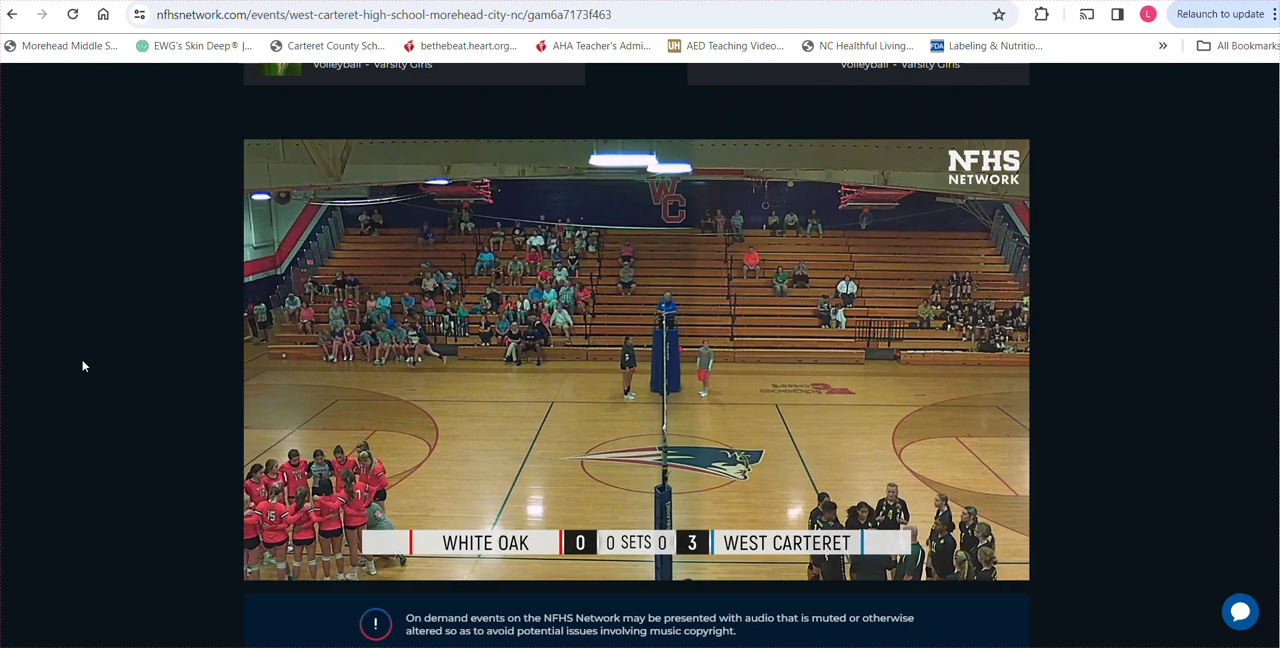 nfhsnetwork.com/events/west-carteret-high-school-morehead-city-nc/gam6a7173f463
L
Relaunch to update
Morehead Middle S...
EWG's Skin Deep® |...
Carteret County Sch...
bethebeat.heart.org...
AHA Teacher's Admi...
UH
AED Teaching Video...
NC Healthful Living...
FDA
Labeling & Nutritio...
»
All Bookmarks
Volleyball - Varsity Girls
Volleyball - Varsity Girls
NFHS
NETWORK
WC
WHITE OAK
0
0 SETS 0
3
WEST CARTERET
!
On demand events on the NFHS Network may be presented with audio that is muted or otherwise
altered so as to avoid potential issues involving music copyright.